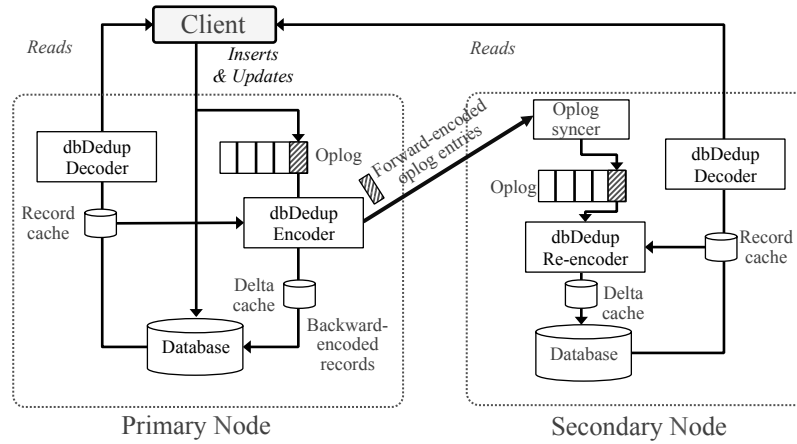 Client
Reads
Inserts
& Updates
Reads
dbDedup
Decoder
Oplog
Forward-encoded
oplog entries
Oplog
syncer
dbDedup
Decoder
Oplog
Record
cache
dbDedup
Encoder
dbDedup
Re-encoder
Record
cache
Delta
cache
Delta
cache
Database
Backward-
encoded
records
Database
Primary Node
Secondary Node